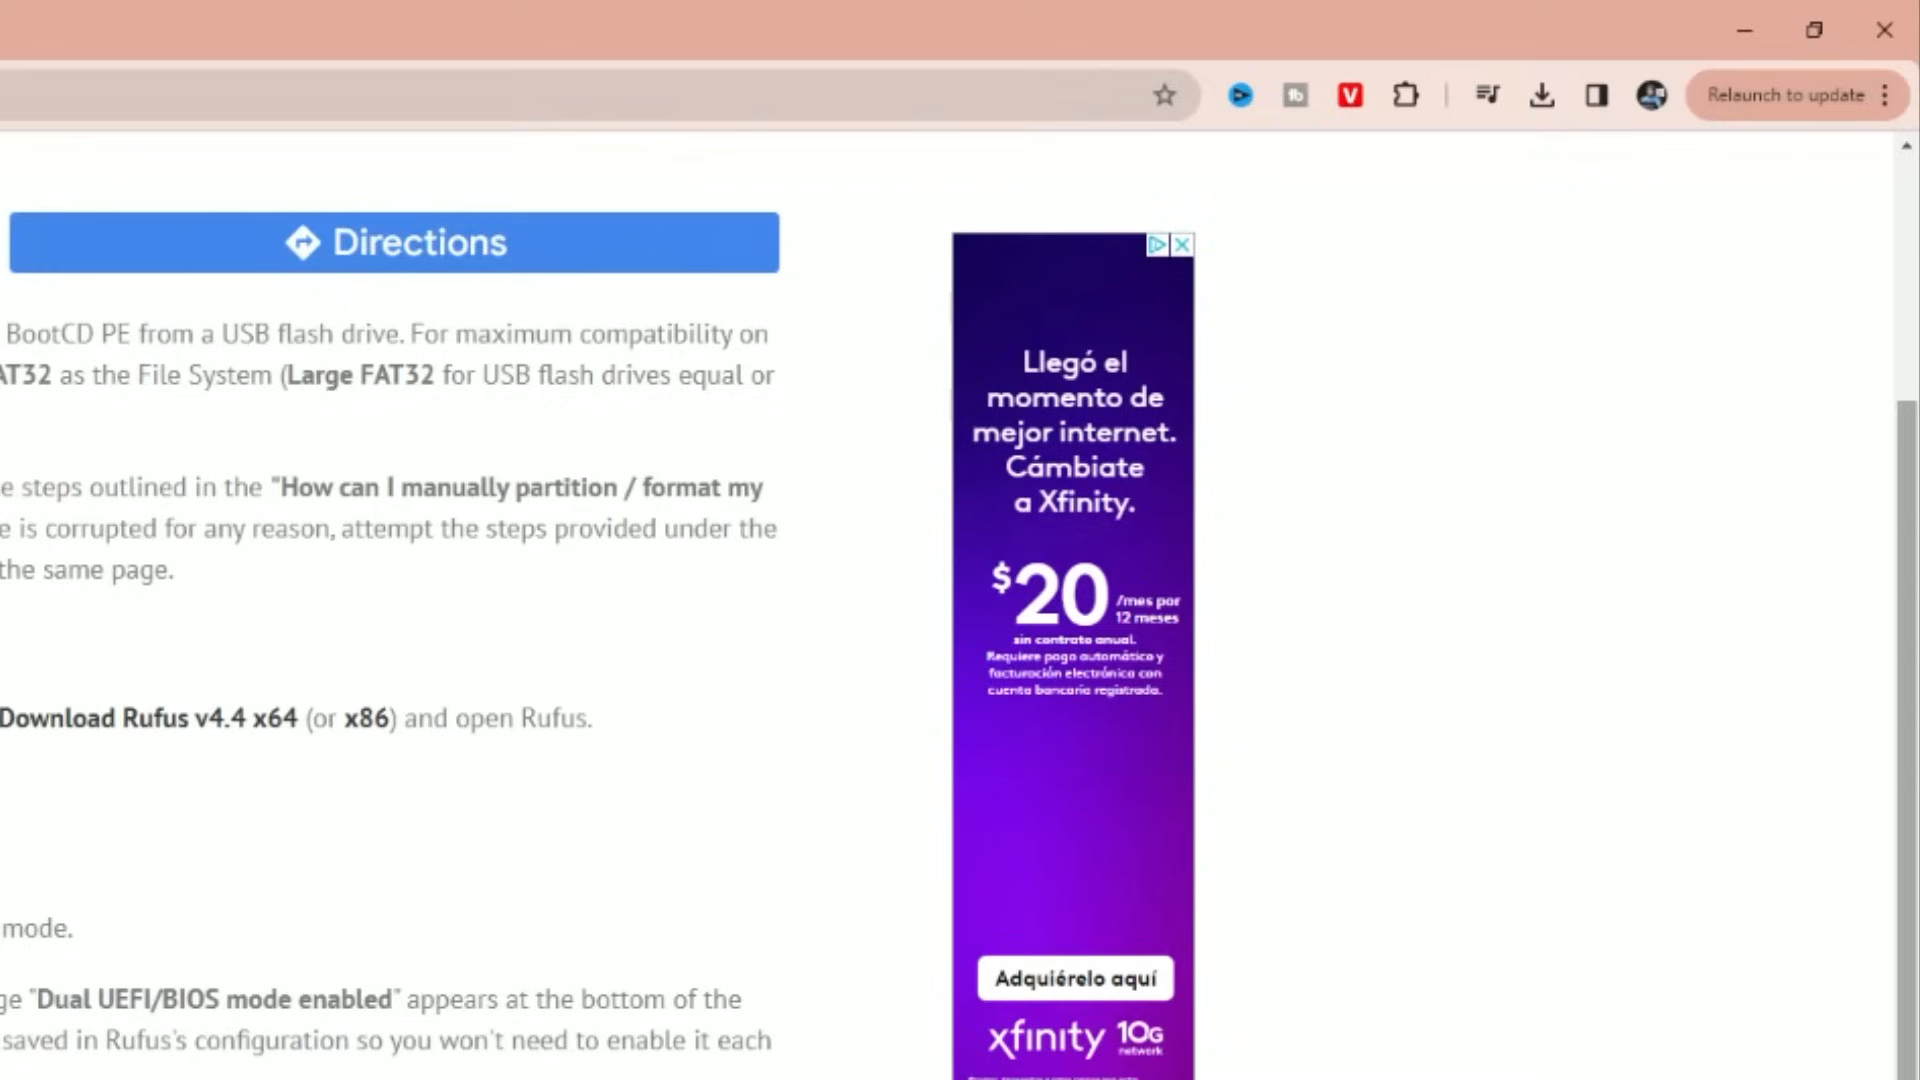 Relaunch to update
Directions
BootCD PE from a USB flash drive. For maximum compatibility on
AT32 as the File System (Large FAT32 for USB flash drives equal or
e steps outlined in the "How can I manually partition / format my
e is corrupted for any reason, attempt the steps provided under the
the same page.
Download Rufus v4.4 x64 (or x86) and open Rufus.
mode.
ge "Dual UEFI/BIOS mode enabled" appears at the bottom of the
saved in Rufus's configuration so you won't need to enable it each
Llegó el
momento de
mejor internet.
Cámbiate
a Xfinity.
$20 /mes por
12 meses
sin contrato anual.
Requiere pago automático y
facturación electrónica con
cuenta bancaria registrada.
Adquiérelo aquí
xfinity 10G
network